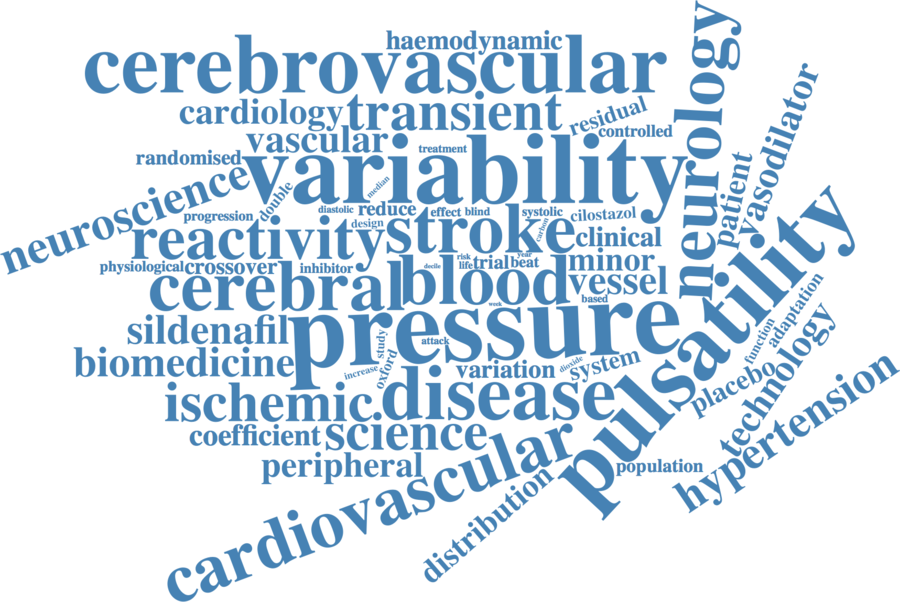 haemodynamic
cerebrovascular
neurology
cardiology
transient
residual
controlled
vasodilator
vascular
treatment
randomised
variability
patient
neuroscience
double
median
progression
diastolic
reduce
effect
blind
systolic
cilostazol
design
reactivity
stroke
carbon
clinical
pulsatility
physiological
crossover
inhibitor
decile
risk
life
trial
year
beat
minor
cerebral
blood
vessel
week
based
sildenafil
pressure
function
adaptation
study
attack
biomedicine
increase
oxford
variation
dioxide
system
placebo
technology
ischemic
disease
hypertension
coefficient
science
peripheral
population
cardiovascular
distribution